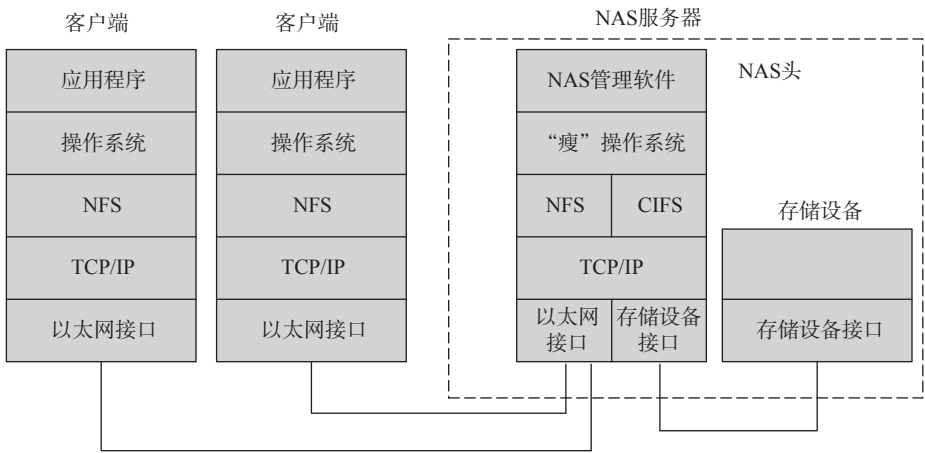 客户端
应用程序
操作系统
NFS
TCP/IP
以太网接口
客户端
应用程序
操作系统
NFS
TCP/IP
以太网接口
NAS服务器
NAS头
NAS管理软件
“瘦”操作系统
NFS
CIFS
TCP/IP
以太网
接口
存储设备
接口
存储设备
存储设备接口